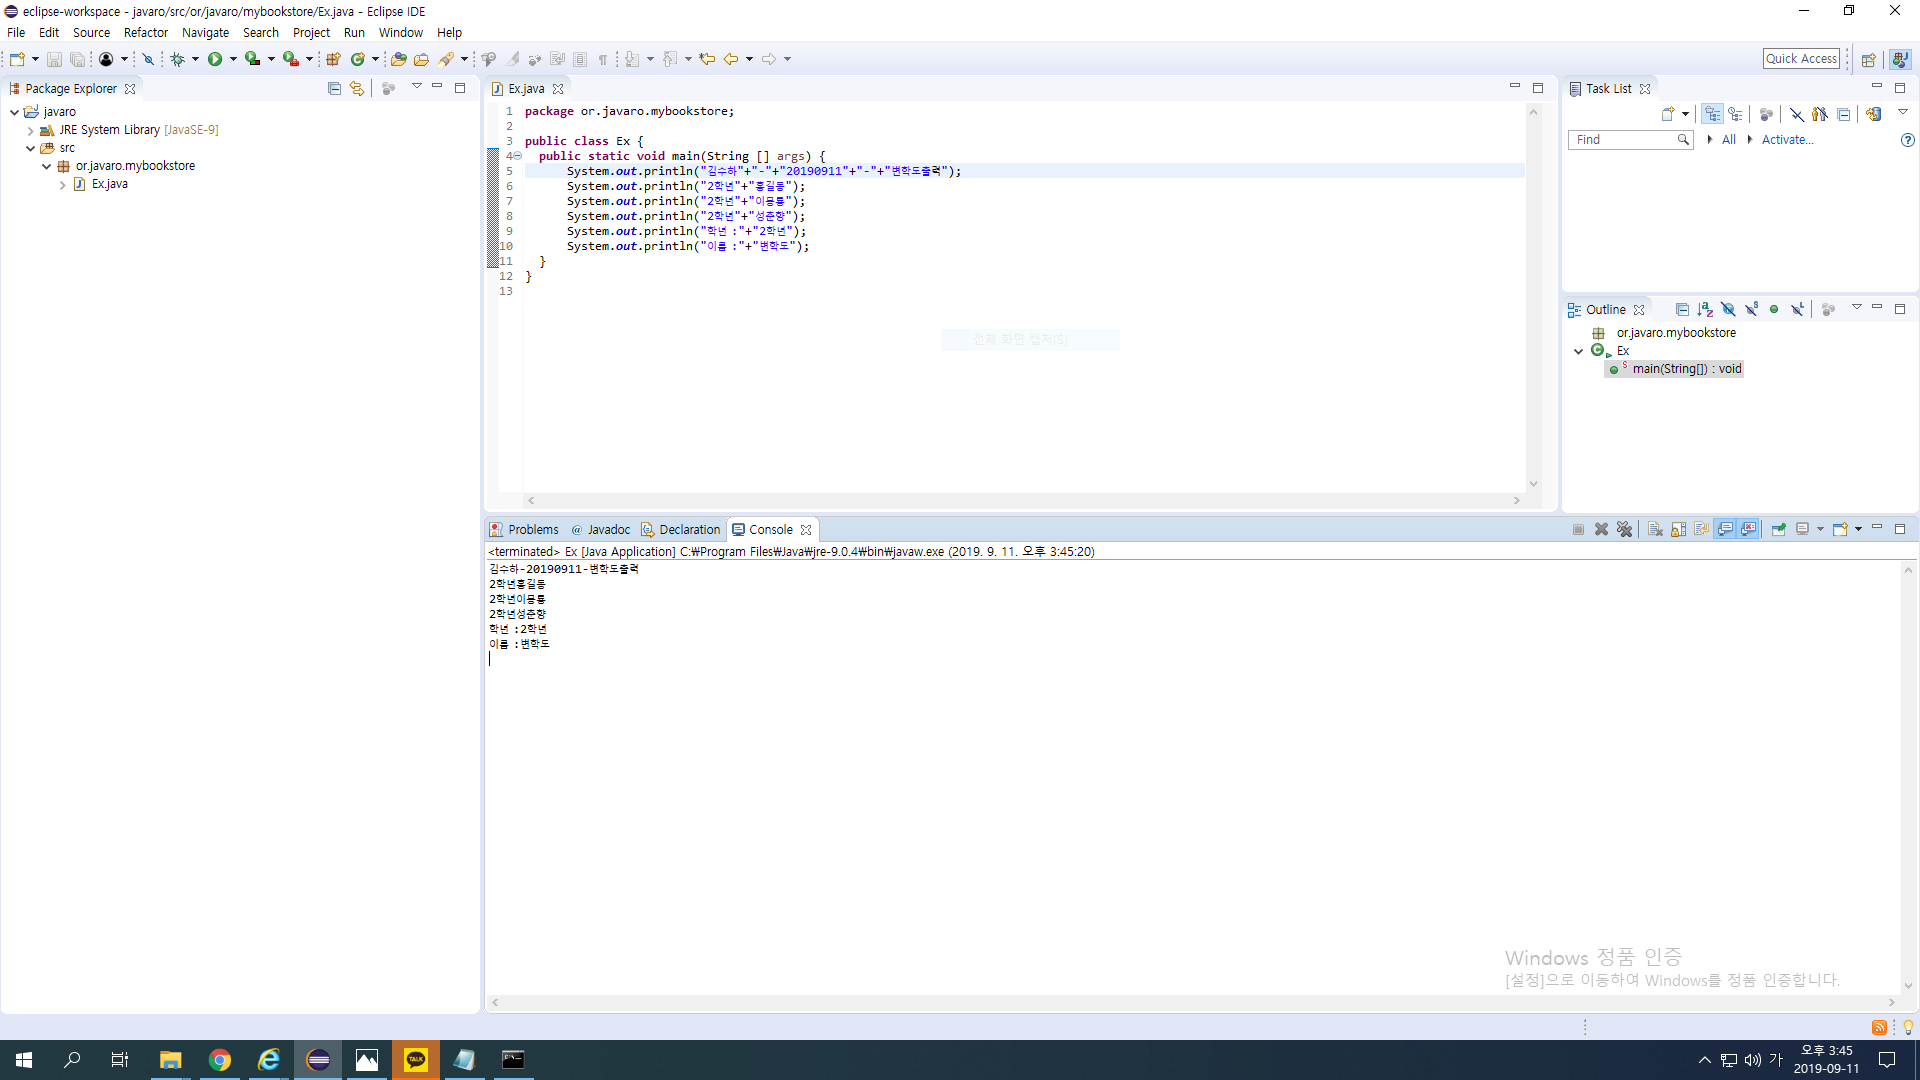 eclipse-workspace - javaro/src/or/javaro/mybookstore/Ex.java - Eclipse IDE
File Edit Source Refactor Navigate Search Project Run Window Help
Quick Access
Package Explorer
javaro
JRE System Library [JavaSE-9]
src
or.javaro.mybookstore
Ex.java
Ex.java
1 package or.javaro.mybookstore;
2
3 public class Ex {
4 public static void main(String [] args) {
5 System.out.println("김수하"+"-"+"20190911"+"-"+"변학도출력");
6 System.out.println("2학년"+"홍길동");
7 System.out.println("2학년"+"이몽룡");
8 System.out.println("2학년"+"성춘향");
9 System.out.println("학년 :"+"2학년");
10 System.out.println("이름 :"+"변학도");
11 }
12 }
13
전체 화면 캡처(S)
Task List
Find
All
Activate...
Outline
or.javaro.mybookstore
Ex
main(String[]) : void
Problems
Javadoc
Declaration
Console
<terminated> Ex [Java Application] C:₩Program Files₩Java₩jre-9.0.4₩bin₩javaw.exe (2019. 9. 11. 오후 3:45:20)
김수하-20190911-변학도출력
2학년홍길동
2학년이몽룡
2학년성춘향
학년 :2학년
이름 :변학도
Windows 정품 인증
[설정]으로 이동하여 Windows를 정품 인증합니다.
TALK
가
오후 3:45
2019-09-11